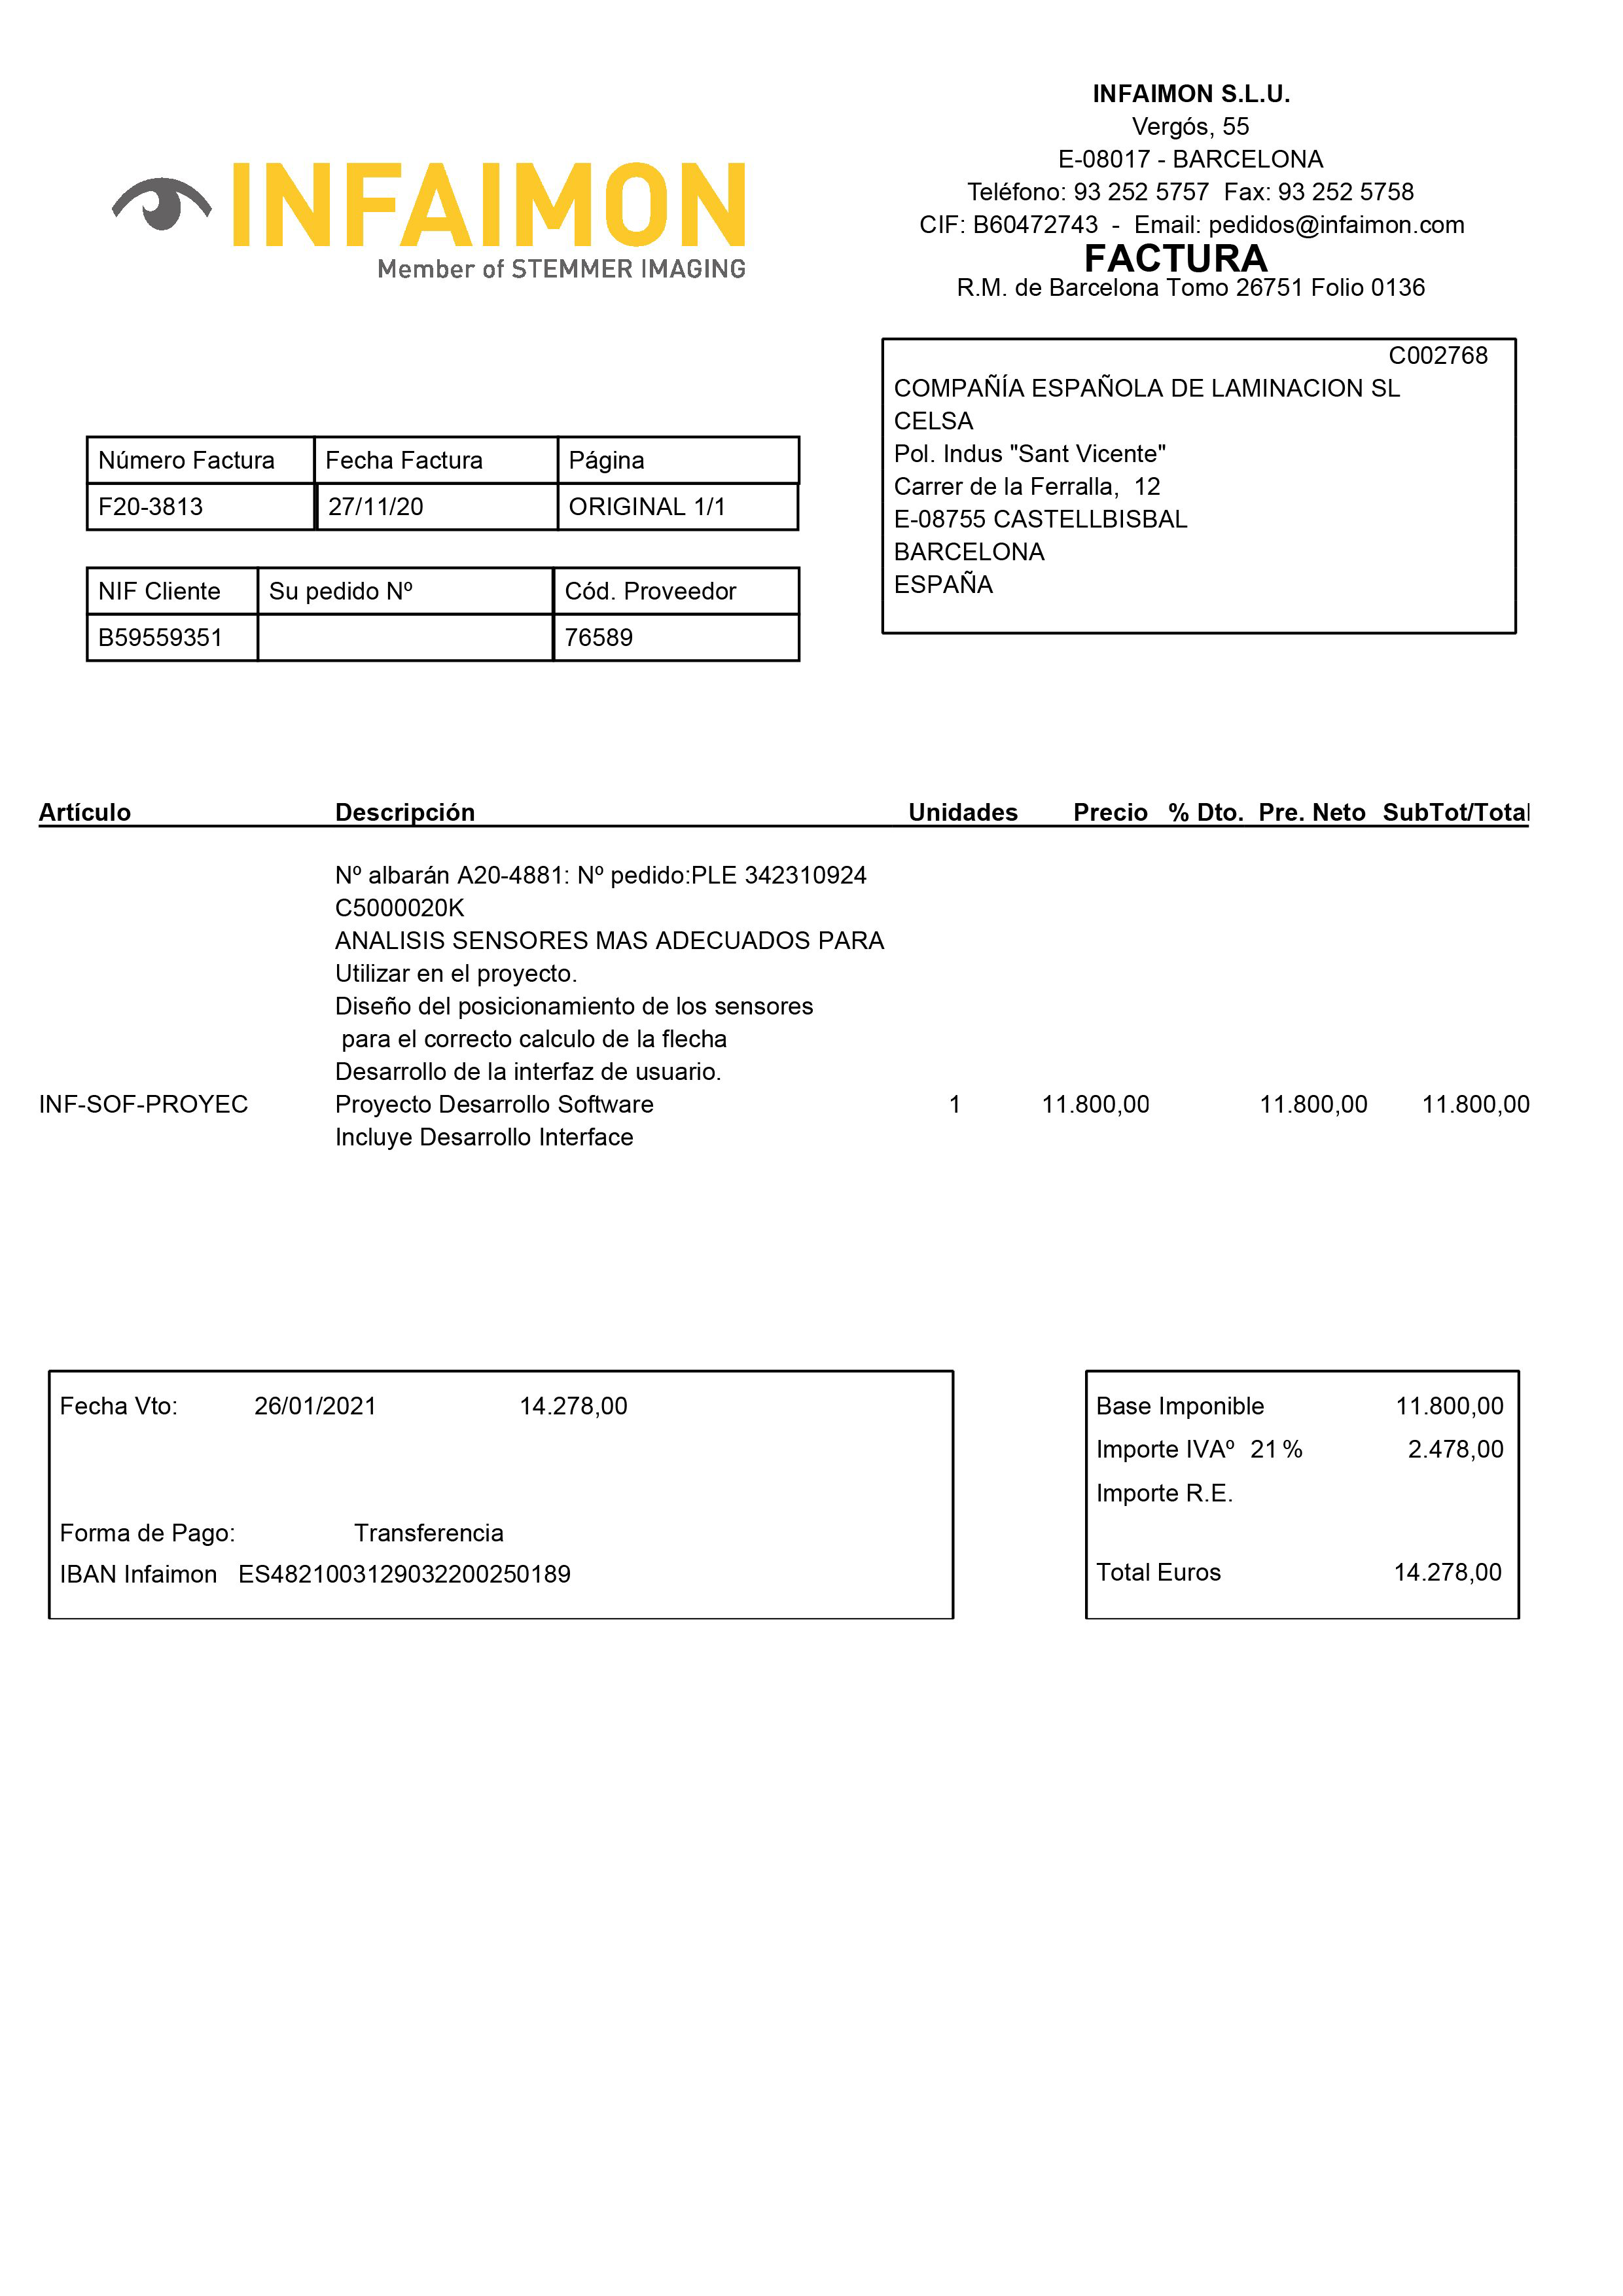 INFAIMON
Member of STEMMER IMAGING
INFAIMON S.L.U.
Vergós, 55
E-08017 - BARCELONA
Teléfono: 93 252 5757  Fax: 93 252 5758
CIF: B60472743  -  Email: pedidos@infaimon.com
FACTURA
R.M. de Barcelona Tomo 26751 Folio 0136
C002768
COMPAÑÍA ESPAÑOLA DE LAMINACION SL
CELSA
Pol. Indus "Sant Vicente"
Carrer de la Ferralla,  12
E-08755 CASTELLBISBAL
BARCELONA
ESPAÑA
Número Factura  Fecha Factura  Página
F20-3813  27/11/20  ORIGINAL 1/1
NIF Cliente  Su pedido Nº  Cód. Proveedor
B59559351  76589
Artículo  Descripción  Unidades  Precio  % Dto.  Pre. Neto  SubTot/Total
Nº albarán A20-4881: Nº pedido:PLE 342310924
C5000020K
ANALISIS SENSORES MAS ADECUADOS PARA
Utilizar en el proyecto.
Diseño del posicionamiento de los sensores
para el correcto calculo de la flecha
Desarrollo de la interfaz de usuario.
INF-SOF-PROYEC  Proyecto Desarrollo Software  1  11.800,00  11.800,00  11.800,00
Incluye Desarrollo Interface
Fecha Vto:  26/01/2021  14.278,00
Forma de Pago:  Transferencia
IBAN Infaimon  ES4821003129032200250189
Base Imponible  11.800,00
Importe IVAº  21 %  2.478,00
Importe R.E.
Total Euros  14.278,00